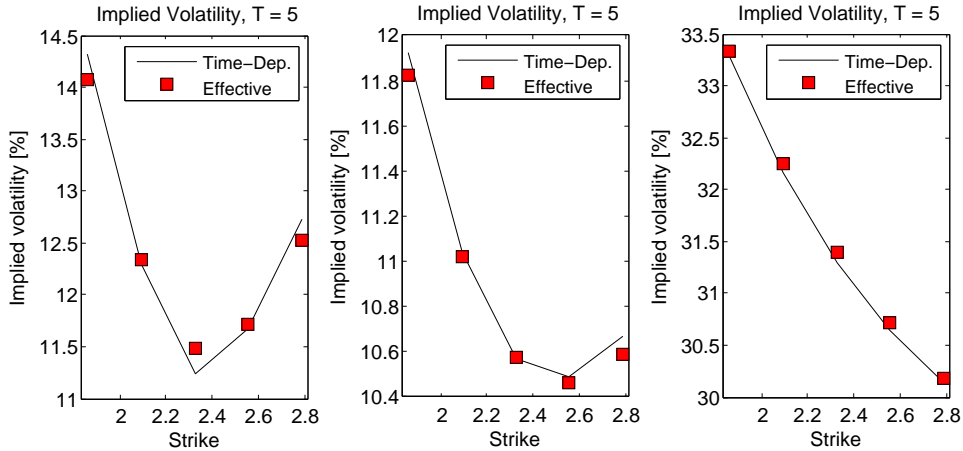 Implied Volatility, T = 5
14.5
14
13.5
13
12.5
12
11.5
11
2
2.2
2.4
2.6
2.8
Strike
Implied volatility [%]
Time-Dep.
Effective
Implied Volatility, T = 5
12
11.8
11.6
11.4
11.2
11
10.8
10.6
10.4
2
2.2
2.4
2.6
2.8
Strike
Implied volatility [%]
Time-Dep.
Effective
Implied Volatility, T = 5
33.5
33
32.5
32
31.5
31
30.5
30
2
2.2
2.4
2.6
2.8
Strike
Implied volatility [%]
Time-Dep.
Effective